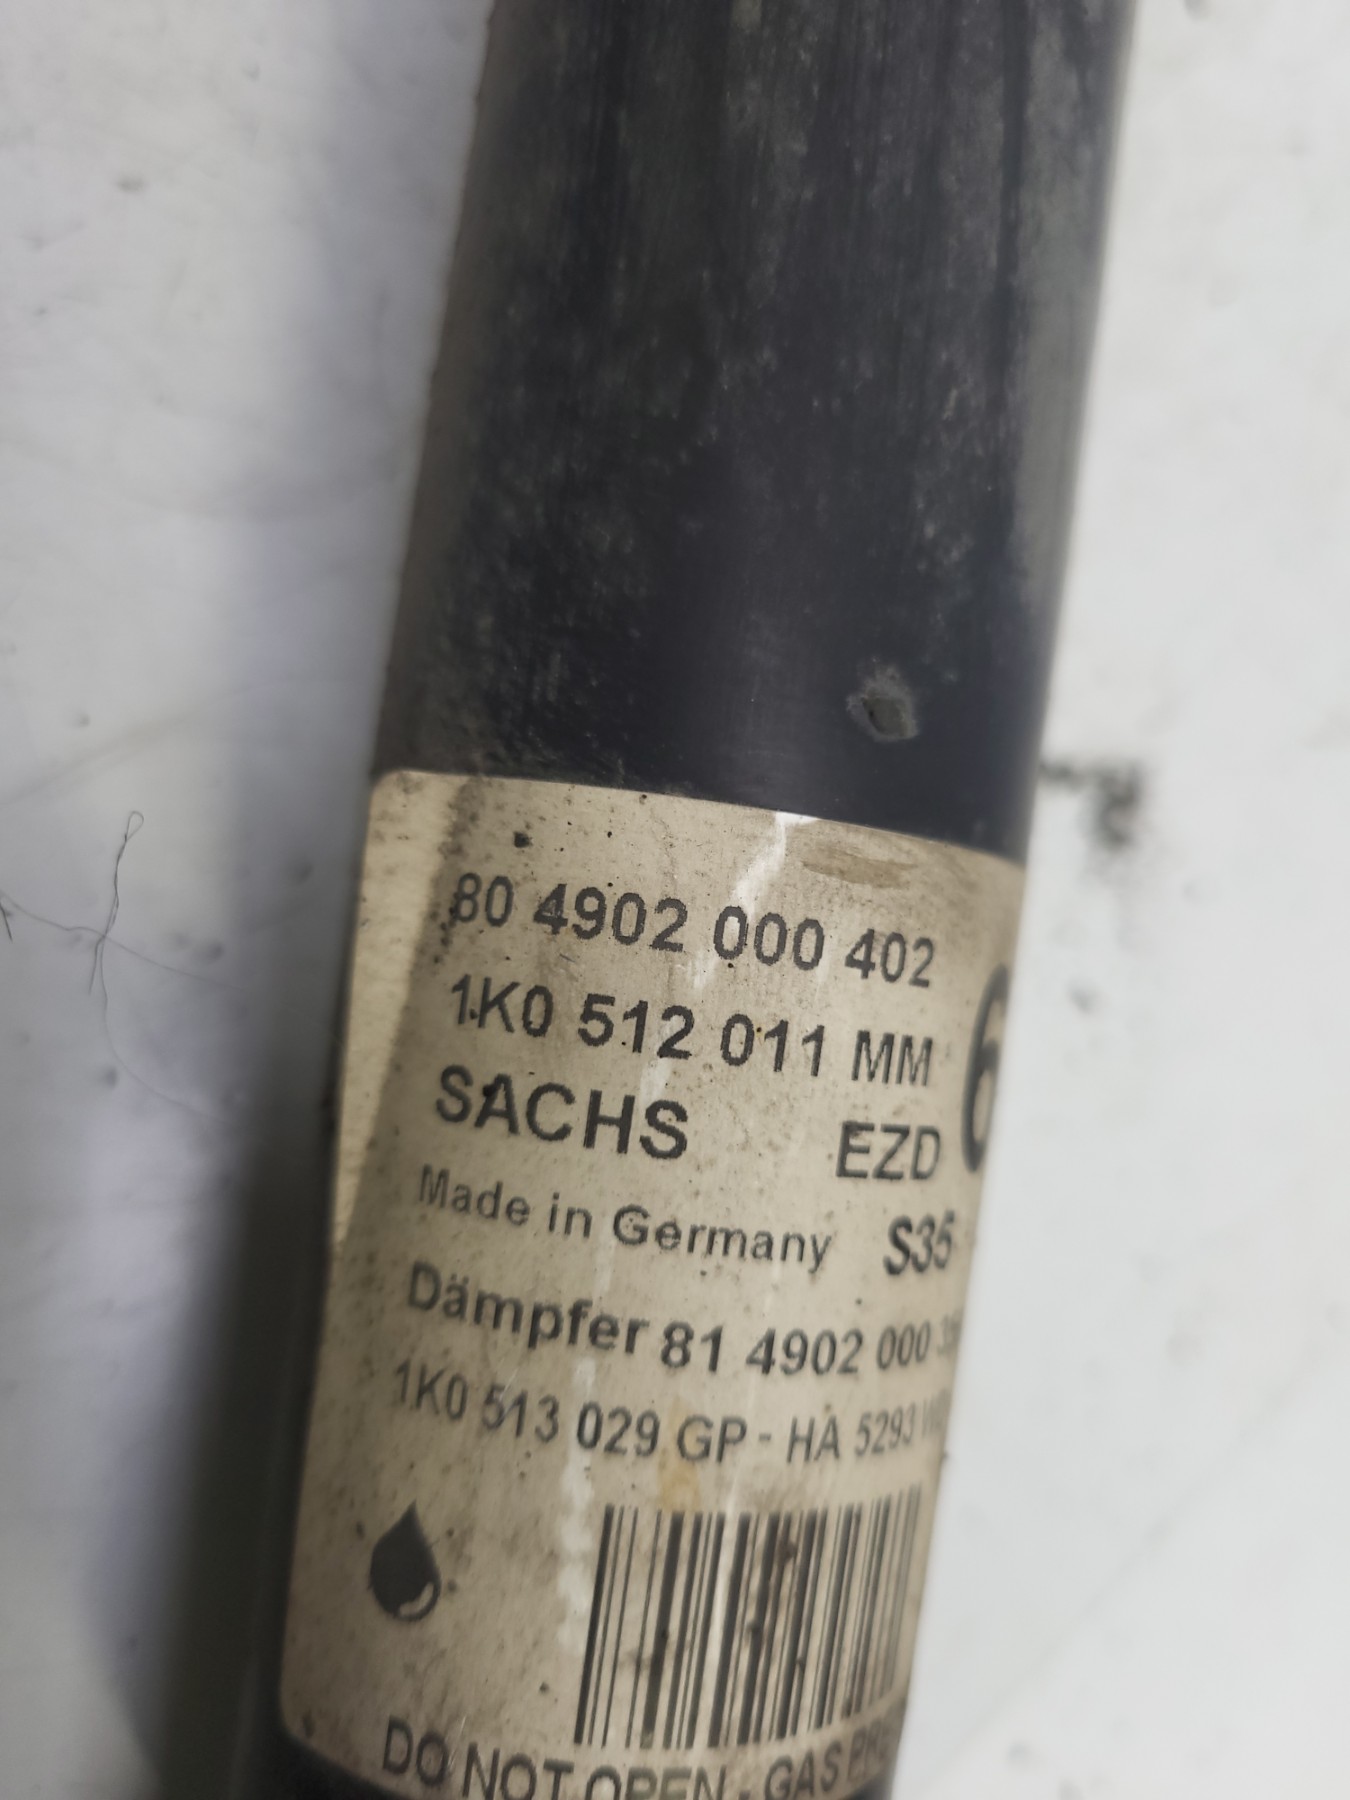 80 4902 000 402
1K0 512 011 MM
SACHS EZD 6
Made in Germany S35
Dämpfer 81 4902 000
1K0 513 029 GP - HA 5293
DO NOT OPEN - GAS